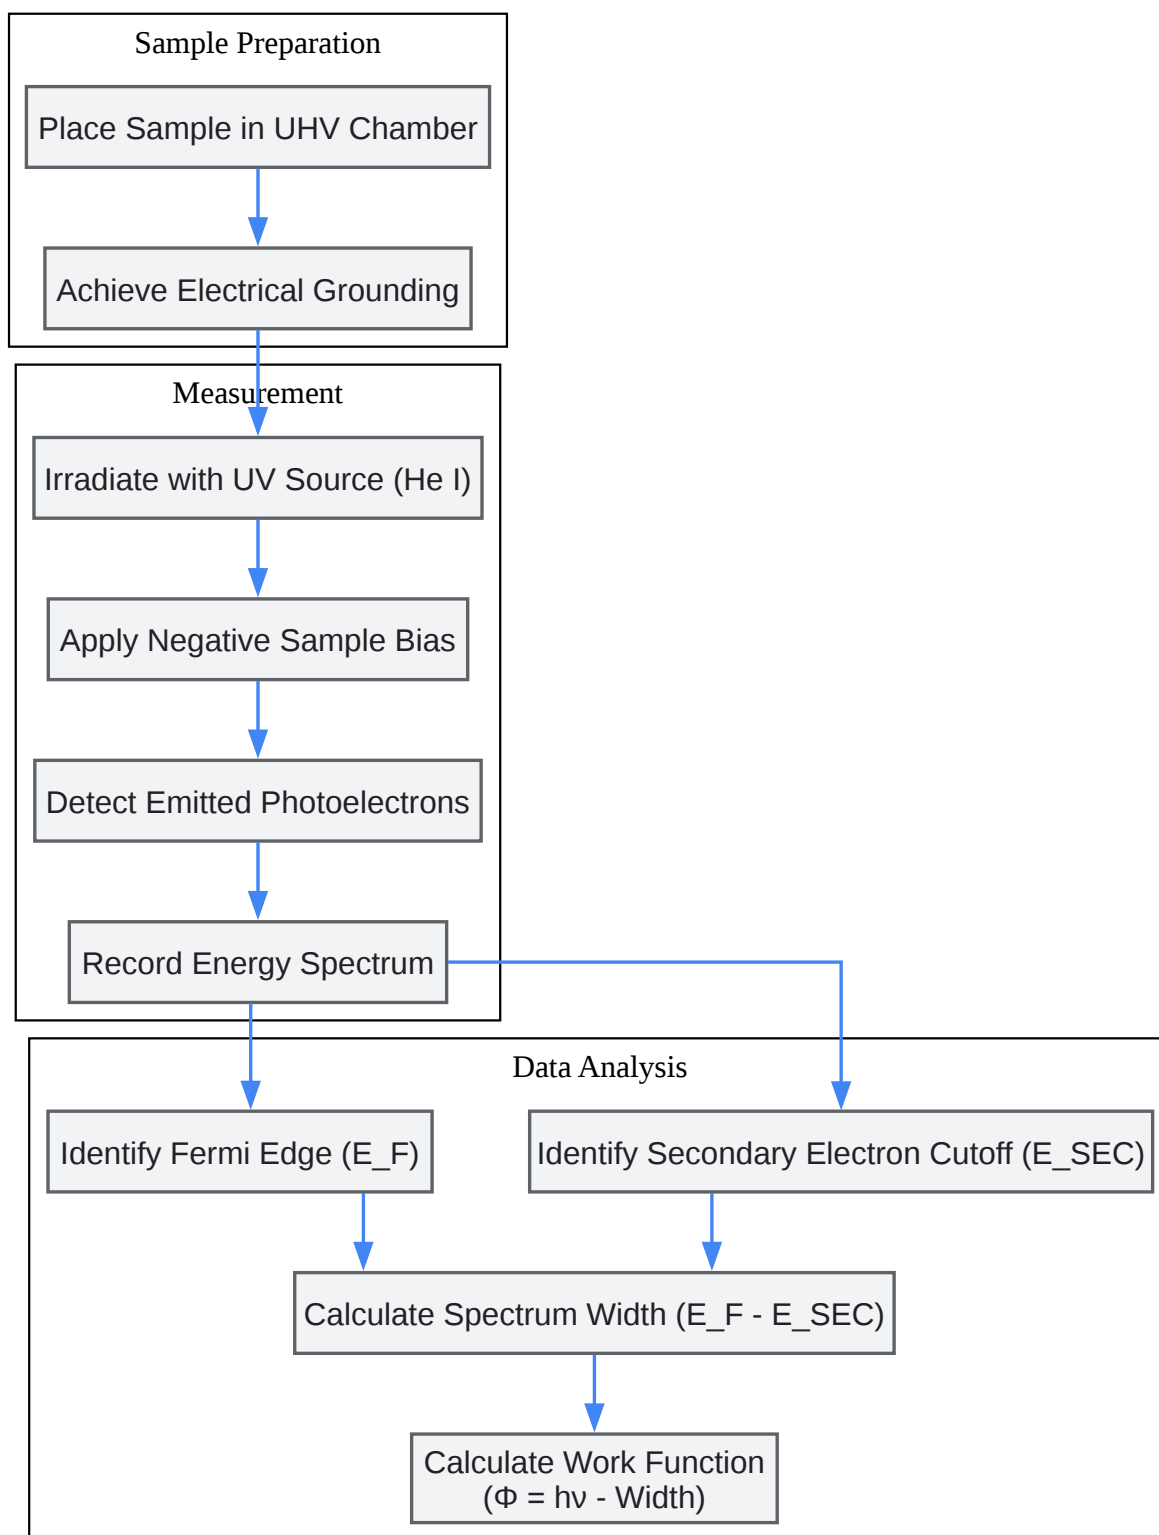 Sample Preparation
Place Sample in UHV Chamber
Achieve Electrical Grounding
Measurement
Irradiate with UV Source (He I)
Apply Negative Sample Bias
Detect Emitted Photoelectrons
Record Energy Spectrum
Data Analysis
Identify Fermi Edge (E_F)
Identify Secondary Electron Cutoff (E_SEC)
Calculate Spectrum Width (E_F - E_SEC)
Calculate Work Function
(Φ = hν - Width)